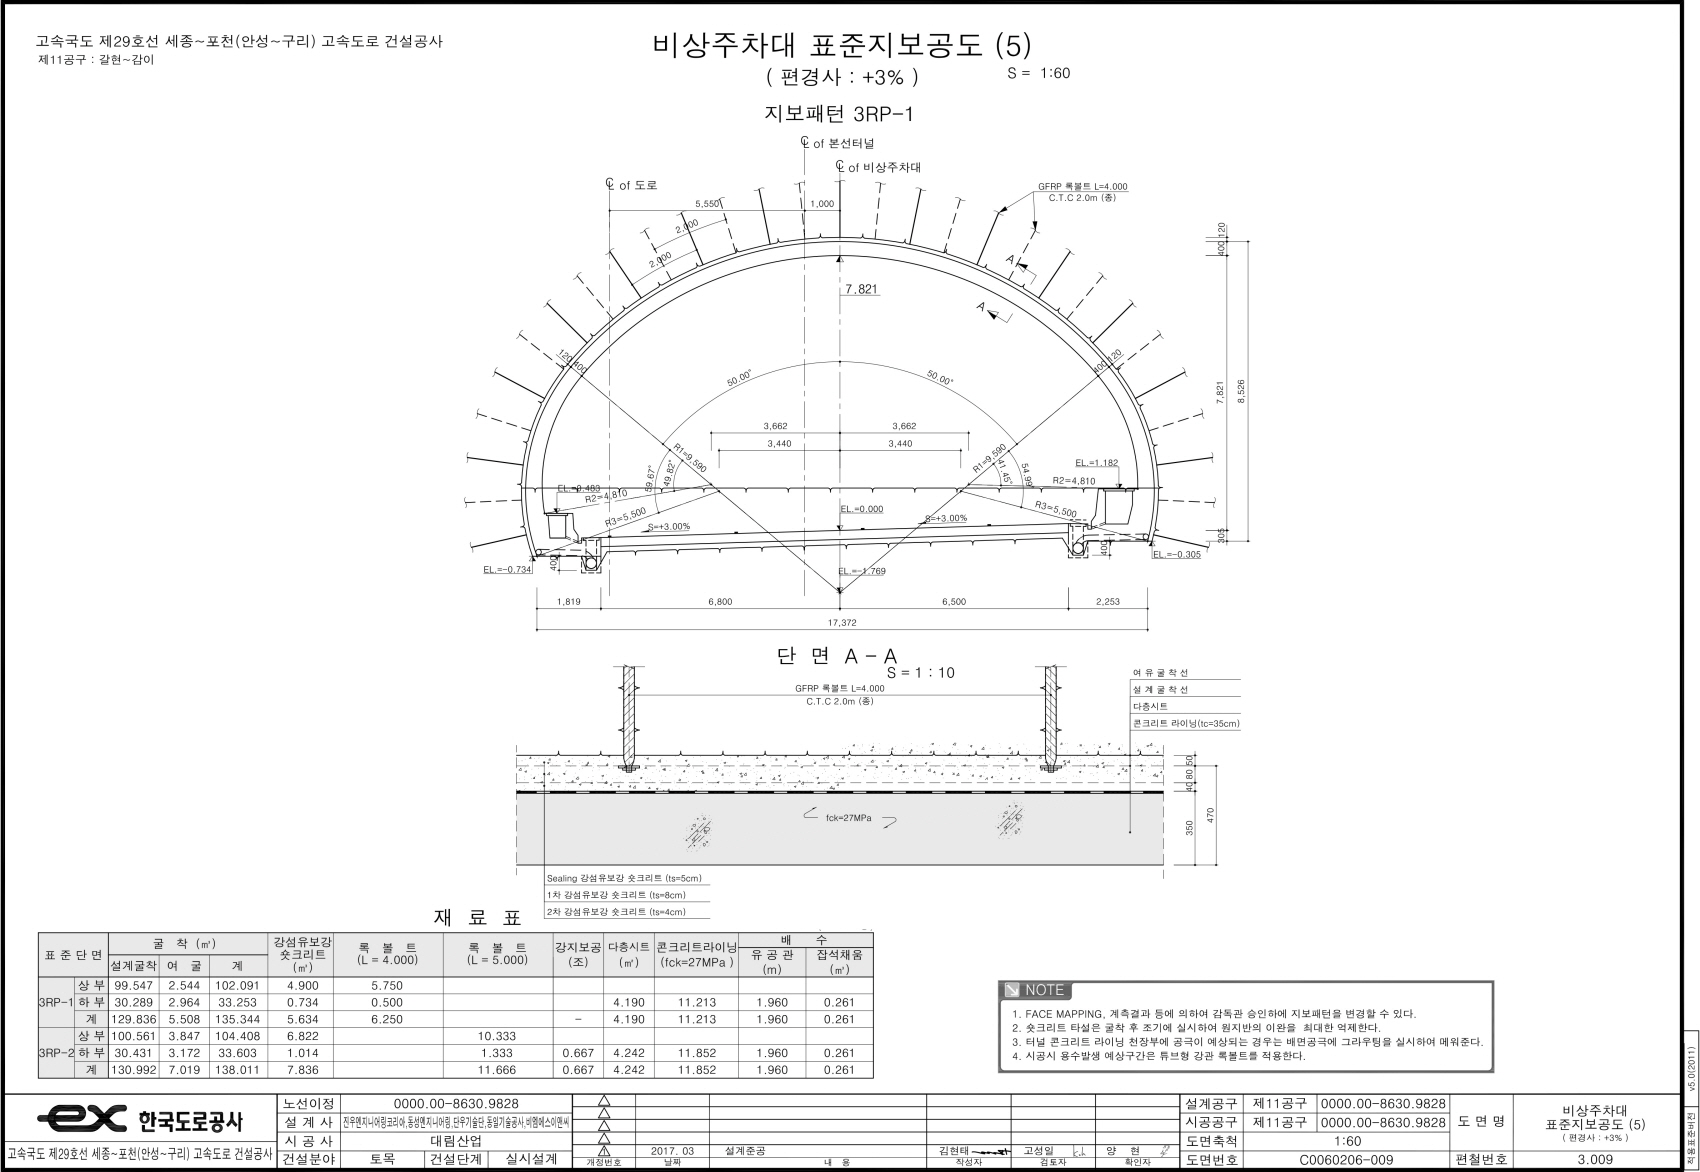 고속국도 제29호선 세종~포천(안성~구리) 고속도로 건설공사
제11공구 : 갈현~감이
비상주차대 표준지보공도 (5)
( 편경사 : +3% )
S = 1:60
지보패턴 3RP-1
℄ of 본선터널
℄ of 비상주차대
℄ of 도로
GFRP 록볼트 L=4.000
C.T.C 2.0m (종)
5,550
1,000
2,000
2,000
120
400
A
7.821
A
120
400
400
120
50.00°
50.00°
7,821
8,526
3,662
3,662
3,440
3,440
R1=9.590
R1=9.590
59.67°
49.82°
41.45°
54.99°
EL.=1.182
EL.=0.483
R2=4,810
R2=4,810
R3=5,500
R3=5,500
EL.=0.000
S=+3.00%
S=+3.00%
305
400
400
EL.=-0.734
EL.=-0.305
EL.=-1.769
1,819
6,800
6,500
2,253
17,372
단 면 A - A
S = 1 : 10
GFRP 록볼트 L=4.000
C.T.C 2.0m (종)
여 유 굴 착 선
설 계 굴 착 선
다층시트
콘크리트 라이닝(tc=35cm)
50
80
40
350
470
fck=27MPa
Sealing 강섬유보강 숏크리트 (ts=5cm)
1차 강섬유보강 숏크리트 (ts=8cm)
2차 강섬유보강 숏크리트 (ts=4cm)
재 료 표
표 준 단 면 굴 착 (㎥) 강섬유보강 숏크리트 (㎥) 록 볼 트 (L = 4.000) 록 볼 트 (L = 5.000) 강지보공 (조) 다층시트 (㎡) 콘크리트라이닝 (fck=27MPa ) 배 수
설계굴착 여 굴 계 유 공 관 (m) 잡석채움 (㎥)
3RP-1 상 부 99.547 2.544 102.091 4.900 5.750
하 부 30.289 2.964 33.253 0.734 0.500 4.190 11.213 1.960 0.261
계 129.836 5.508 135.344 5.634 6.250 - 4.190 11.213 1.960 0.261
3RP-2 상 부 100.561 3.847 104.408 6.822 10.333
하 부 30.431 3.172 33.603 1.014 1.333 0.667 4.242 11.852 1.960 0.261
계 130.992 7.019 138.011 7.836 11.666 0.667 4.242 11.852 1.960 0.261
NOTE
1. FACE MAPPING, 계측결과 등에 의하여 감독관 승인하에 지보패턴을 변경할 수 있다.
2. 숏크리트 타설은 굴착 후 조기에 실시하여 원지반의 이완을 최대한 억제한다.
3. 터널 콘크리트 라이닝 천장부에 공극이 예상되는 경우는 배면공극에 그라우팅을 실시하여 메워준다.
4. 시공시 용수발생 예상구간은 튜브형 강관 록볼트를 적용한다.
적용표준버전 v5.0(2011)
ex 한국도로공사
고속국도 제29호선 세종~포천(안성~구리) 고속도로 건설공사
노선이정 0000.00-8630.9828
설 계 사 진우엔지니어링코리아,동성엔지니어링,단우기술단,동일기술공사,비엠에스이앤씨
시 공 사 대림산업
건설분야 토목 건설단계 실시설계
2017. 03 설계준공 김현태 고성일 양 현
개정번호 날짜 내 용 작성자 검토자 확인자
설계공구 제11공구 0000.00-8630.9828
시공공구 제11공구 0000.00-8630.9828
도면축척 1:60
도면번호 C0060206-009
도 면 명 비상주차대
표준지보공도 (5)
( 편경사 : +3% )
편철번호 3.009